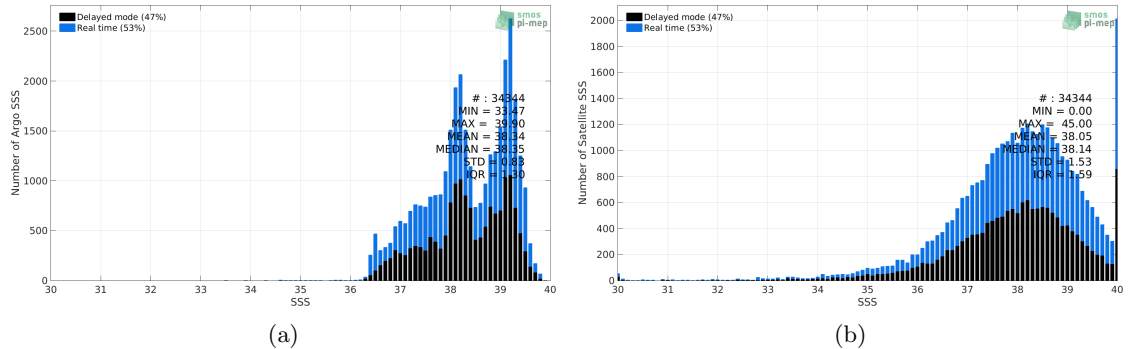 Delayed mode (47%)
Real time (53%)
smos
pi-mep
2500
2000
1500
1000
500
0
Number of Argo SSS
# : 34344
MIN = 33.47
MAX = 39.90
MEAN = 38.34
MEDIAN = 38.35
STD = 0.83
IQR = 1.30
30 31 32 33 34 35 36 37 38 39 40
SSS
(a)
Delayed mode (47%)
Real time (53%)
smos
pi-mep
2000
1800
1600
1400
1200
1000
800
600
400
200
0
Number of Satellite SSS
# : 34344
MIN = 0.00
MAX = 45.00
MEAN = 38.05
MEDIAN = 38.14
STD = 1.53
IQR = 1.59
30 31 32 33 34 35 36 37 38 39 40
SSS
(b)